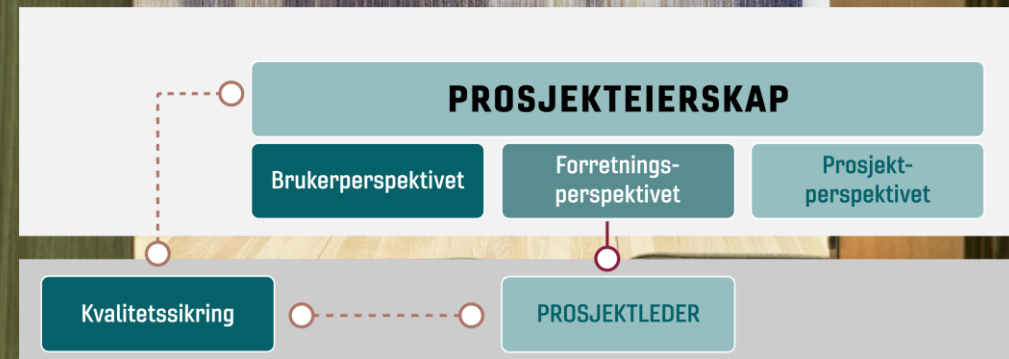 PROSJEKTEIERSKAP
Brukerperspektivet
Forretnings-
perspektivet
Prosjekt-
perspektivet
Kvalitetssikring
PROSJEKTLEDER